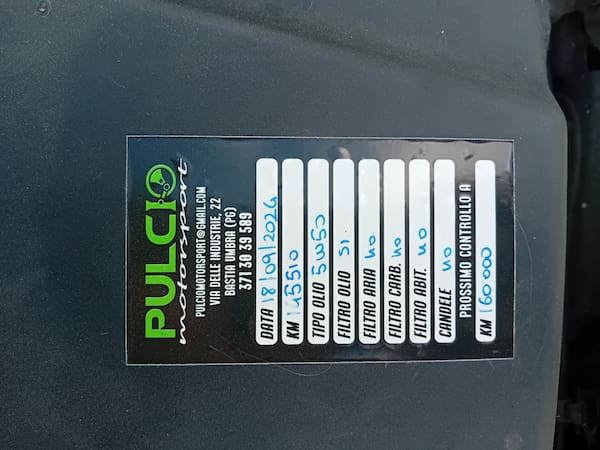 PULCIO
motorsport
PULCIOMOTORSPORT@GMAIL.COM
VIA DELLE INDUSTRIE, 22
BASTIA UMBRA (PG)
371 30 39 589
DATA 18/09/2024
KM 145510
TIPO OLIO 5W50
FILTRO OLIO SI
FILTRO ARIA NO
FILTRO CARB. NO
FILTRO ABIT. NO
CANDELE NO
PROSSIMO CONTROLLO A
KM 160000